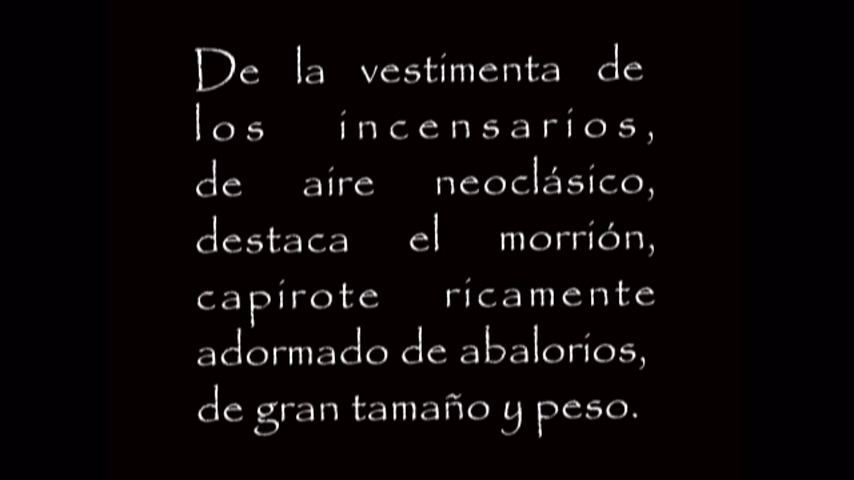 De la vestimenta de
los incensarios,
de aire neoclásico,
destaca el morrión,
capirote ricamente
adormado de abalorios,
de gran tamaño y peso.